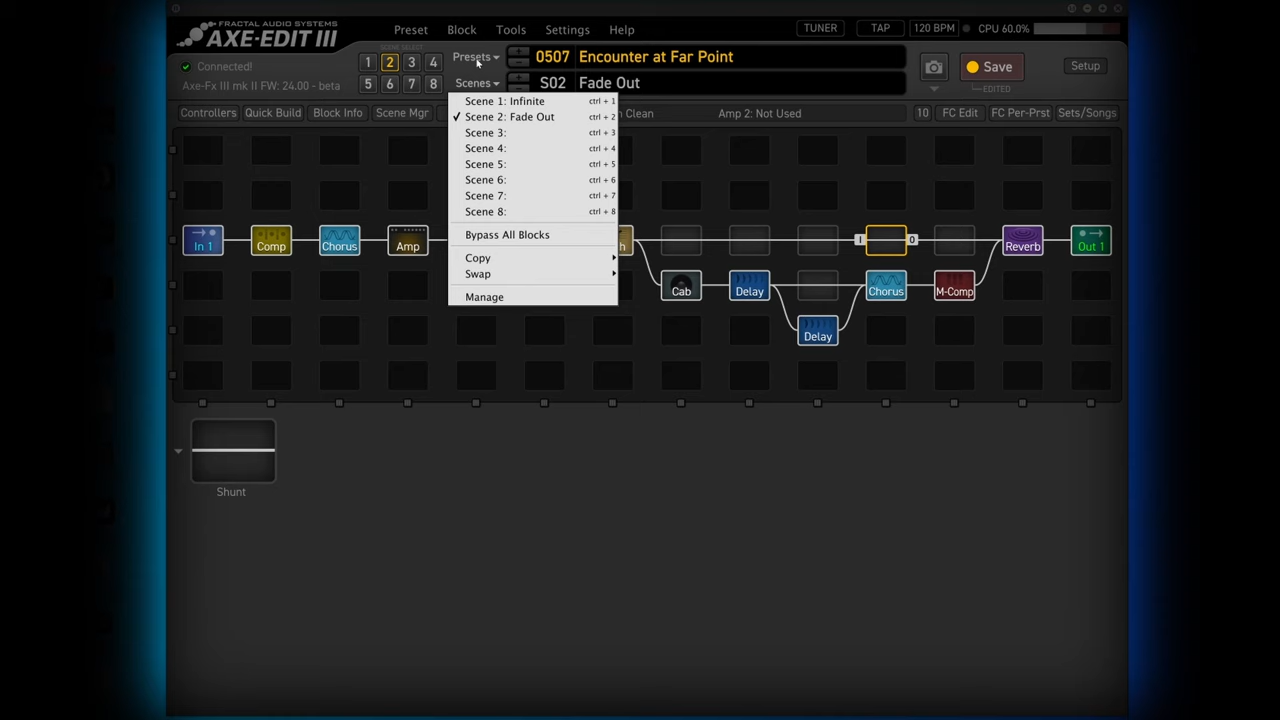 FRACTAL AUDIO SYSTEMS
AXE-EDIT III
Preset Block Tools Settings Help
TUNER TAP 120 BPM CPU 60.0%
SCENE SELECT
1 2 3 4
5 6 7 8
Connected!
Axe-Fx III mk II FW: 24.00 - beta
Presets 0507 Encounter at Far Point
Scenes S02 Fade Out
Save
EDITED
Setup
Controllers Quick Build Block Info Scene Mgr Clean Amp 2: Not Used 10 FC Edit FC Per-Prst Sets/Songs
Scene 1: Infinite ctrl + 1
✓ Scene 2: Fade Out ctrl + 2
Scene 3: ctrl + 3
Scene 4: ctrl + 4
Scene 5: ctrl + 5
Scene 6: ctrl + 6
Scene 7: ctrl + 7
Scene 8: ctrl + 8
Bypass All Blocks
Copy
Swap
Manage
In 1 Comp Chorus Amp h I O Reverb Out 1
Cab Delay Chorus M-Comp
Delay
Shunt